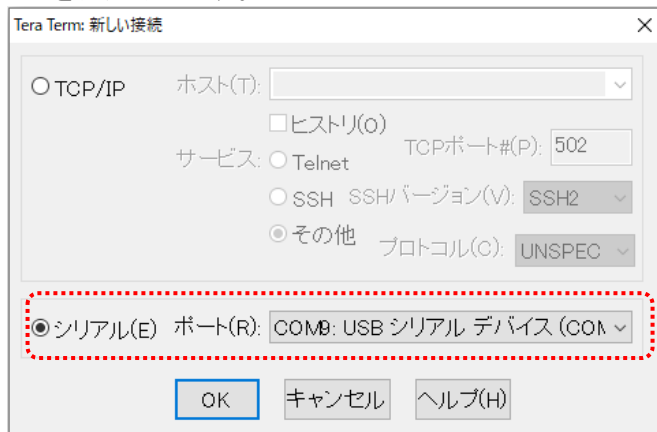 Tera Term: 新しい接続
TCP/IP ホスト(T):
ヒストリ(O)
サービス: Telnet TCPポート#(P): 502
SSH SSHバージョン(V): SSH2
その他 プロトコル(C): UNSPEC
シリアル(E) ポート(R): COM9: USB シリアル デバイス (COM
OK キャンセル ヘルプ(H)